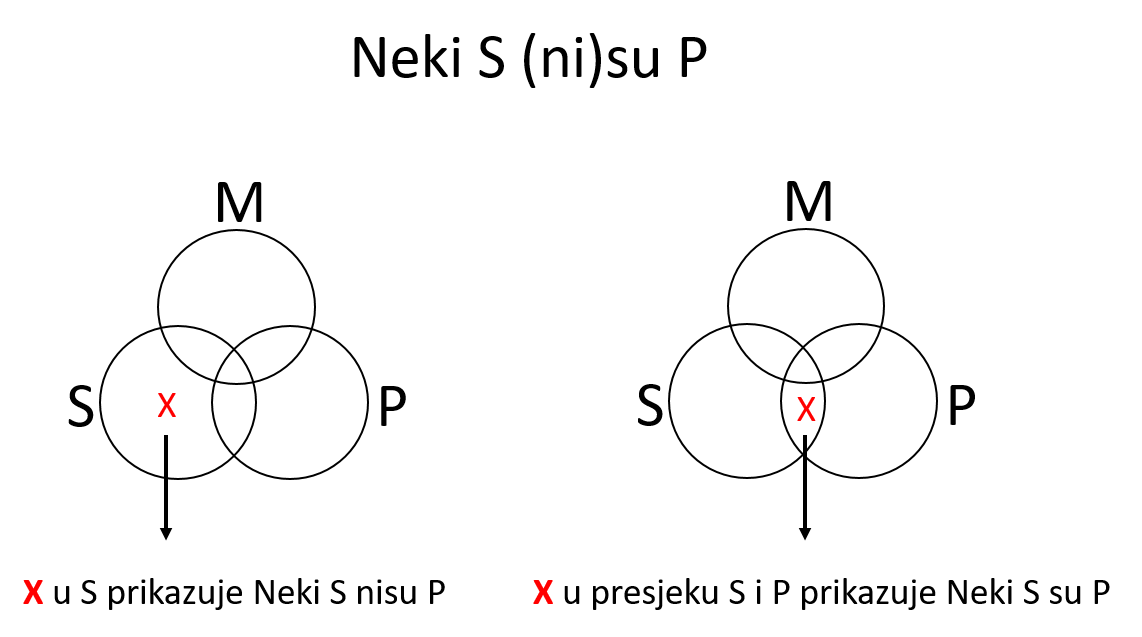 Neki S (ni)su P
M
M
S
X
P
S
X
P
X u S prikazuje Neki S nisu P
X u presjeku S i P prikazuje Neki S su P